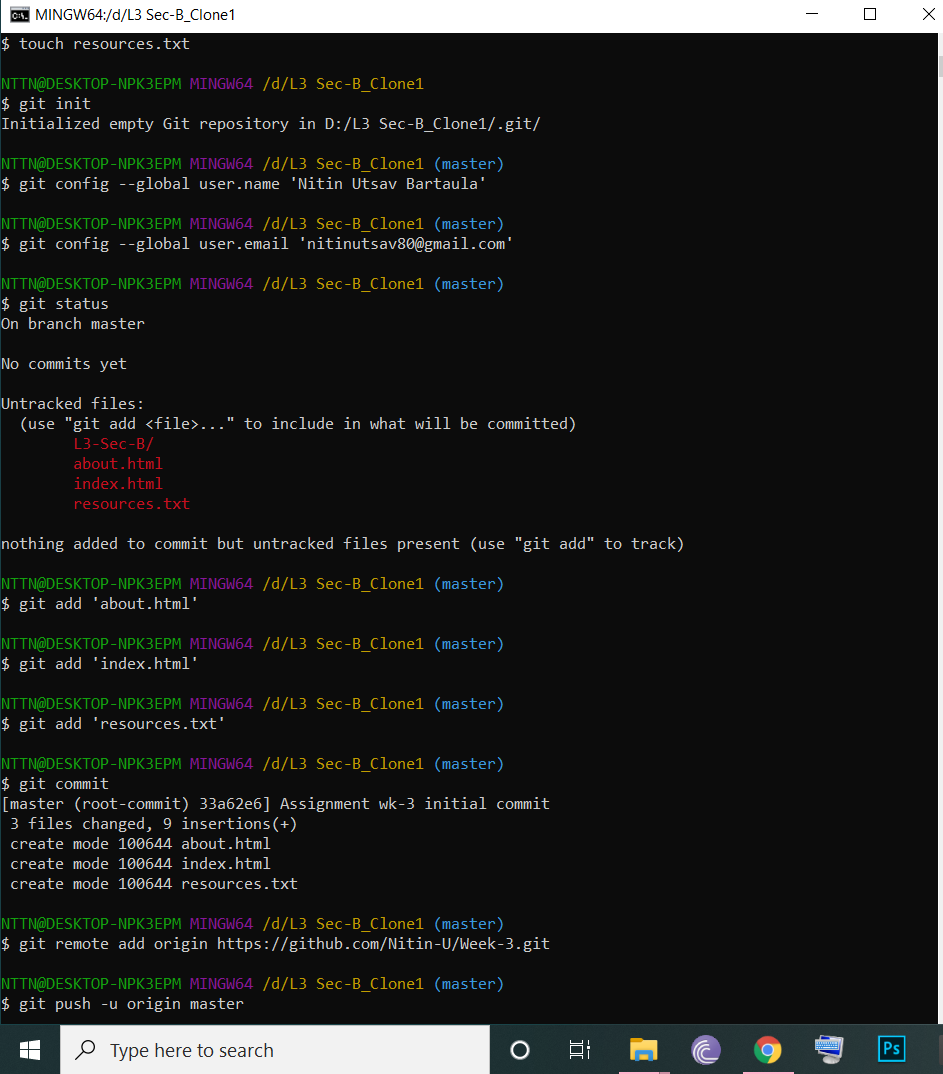 MINGW64:/d/L3 Sec-B_Clone1
$ touch resources.txt
NTTN@DESKTOP-NPK3EPM MINGW64 /d/L3 Sec-B_Clone1
$ git init
Initialized empty Git repository in D:/L3 Sec-B_Clone1/.git/
NTTN@DESKTOP-NPK3EPM MINGW64 /d/L3 Sec-B_Clone1 (master)
$ git config --global user.name 'Nitin Utsav Bartaula'
NTTN@DESKTOP-NPK3EPM MINGW64 /d/L3 Sec-B_Clone1 (master)
$ git config --global user.email 'nitinutsav80@gmail.com'
NTTN@DESKTOP-NPK3EPM MINGW64 /d/L3 Sec-B_Clone1 (master)
$ git status
On branch master
No commits yet
Untracked files:
(use "git add <file>..." to include in what will be committed)
L3-Sec-B/
about.html
index.html
resources.txt
nothing added to commit but untracked files present (use "git add" to track)
NTTN@DESKTOP-NPK3EPM MINGW64 /d/L3 Sec-B_Clone1 (master)
$ git add 'about.html'
NTTN@DESKTOP-NPK3EPM MINGW64 /d/L3 Sec-B_Clone1 (master)
$ git add 'index.html'
NTTN@DESKTOP-NPK3EPM MINGW64 /d/L3 Sec-B_Clone1 (master)
$ git add 'resources.txt'
NTTN@DESKTOP-NPK3EPM MINGW64 /d/L3 Sec-B_Clone1 (master)
$ git commit
[master (root-commit) 33a62e6] Assignment wk-3 initial commit
3 files changed, 9 insertions(+)
create mode 100644 about.html
create mode 100644 index.html
create mode 100644 resources.txt
NTTN@DESKTOP-NPK3EPM MINGW64 /d/L3 Sec-B_Clone1 (master)
$ git remote add origin https://github.com/Nitin-U/Week-3.git
NTTN@DESKTOP-NPK3EPM MINGW64 /d/L3 Sec-B_Clone1 (master)
$ git push -u origin master
Type here to search
Ps